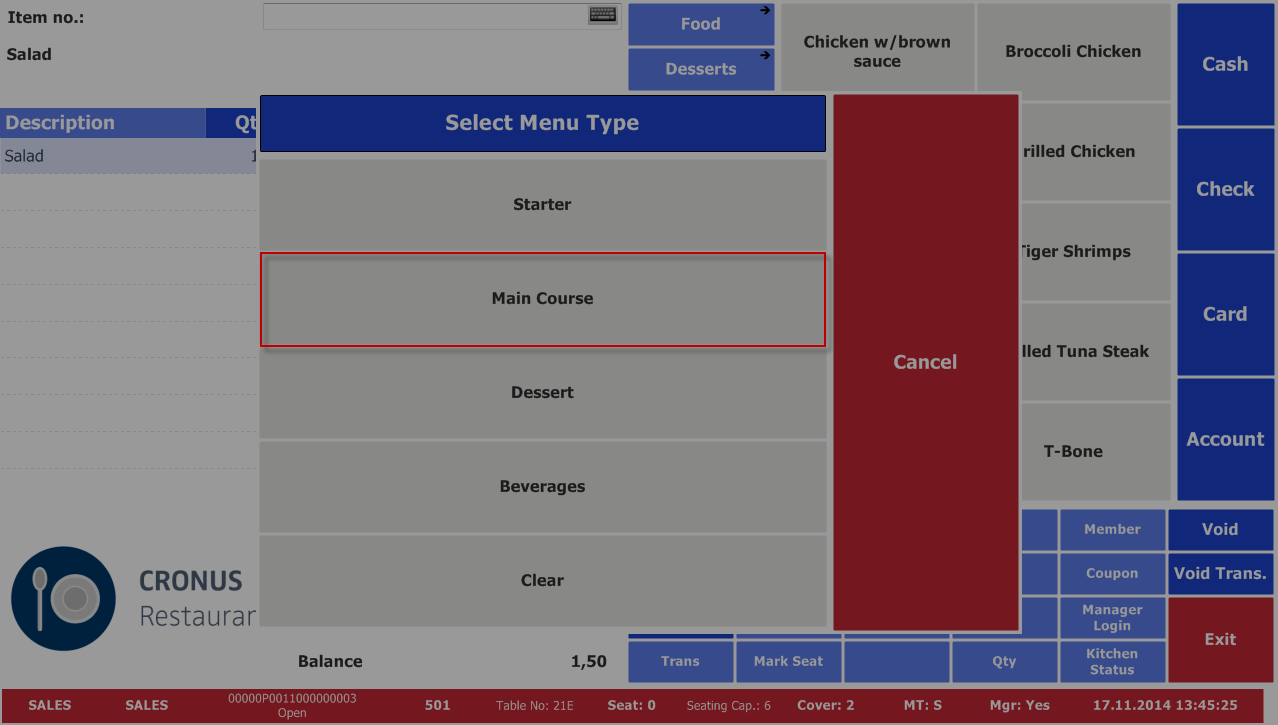 Item no.:
Salad
Food
Desserts
Chicken w/brown
sauce
Broccoli Chicken
Cash
Description
Salad 1
Select Menu Type
Starter
Main Course
Dessert
Beverages
Clear
Cancel
rilled Chicken
Tiger Shrimps
lled Tuna Steak
T-Bone
Check
Card
Account
Member
Void
Coupon
Void Trans.
Manager
Login
Exit
CRONUS
Restauran
Balance 1,50
Trans
Mark Seat
Qty
Kitchen
Status
SALES
SALES
00000P0011000000003
Open
501
Table No: 21E
Seat: 0
Seating Cap.: 6
Cover: 2
MT: S
Mgr: Yes
17.11.2014 13:45:25